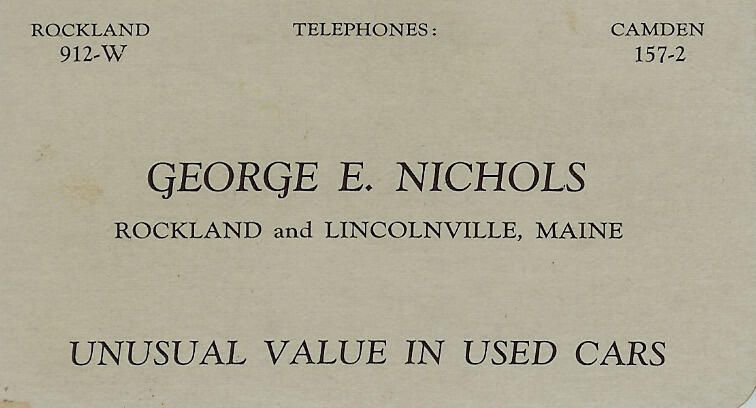 ROCKLAND TELEPHONES: CAMDEN
912-W 157-2
GEORGE E. NICHOLS
ROCKLAND and LINCOLNVILLE, MAINE
UNUSUAL VALUE IN USED CARS